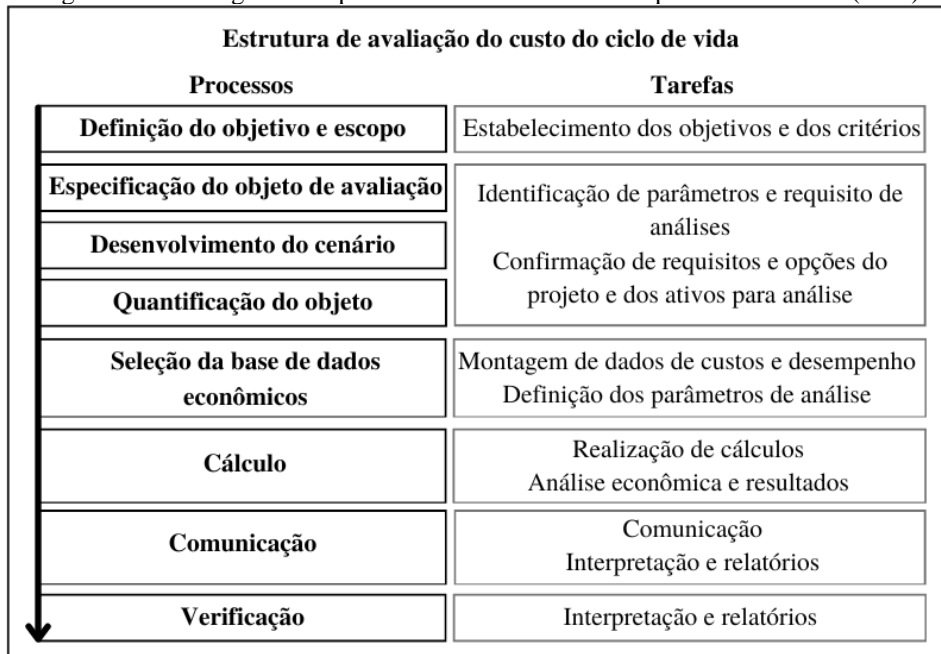 Estrutura de avaliação do custo do ciclo de vida
Processos
Tarefas
Definição do objetivo e escopo
Estabelecimento dos objetivos e dos critérios
Especificação do objeto de avaliação
Desenvolvimento do cenário
Quantificação do objeto
Identificação de parâmetros e requisito de
análises
Confirmação de requisitos e opções do
projeto e dos ativos para análise
Seleção da base de dados
econômicos
Montagem de dados de custos e desempenho
Definição dos parâmetros de análise
Cálculo
Realização de cálculos
Análise econômica e resultados
Comunicação
Comunicação
Interpretação e relatórios
Verificação
Interpretação e relatórios